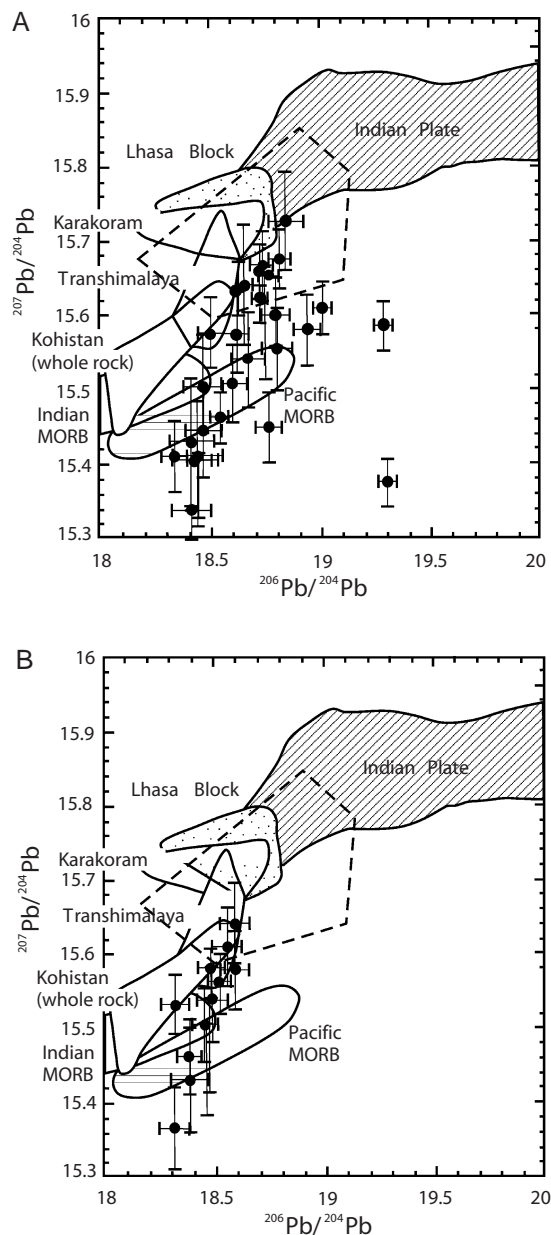 A
16
15.9
Indian Plate
Lhasa Block
15.8
Karakoram
15.7
207Pb/204Pb
Transhimalaya
15.6
Kohistan
(whole rock)
15.5
Indian
MORB
Pacific
MORB
15.4
15.3
18
18.5
19
19.5
20
206Pb/204Pb
B
16
15.9
Indian Plate
Lhasa Block
15.8
Karakoram
15.7
207Pb/204Pb
Transhimalaya
15.6
Kohistan
(whole rock)
15.5
Indian
MORB
Pacific
MORB
15.4
15.3
18
18.5
19
19.5
20
206Pb/204Pb